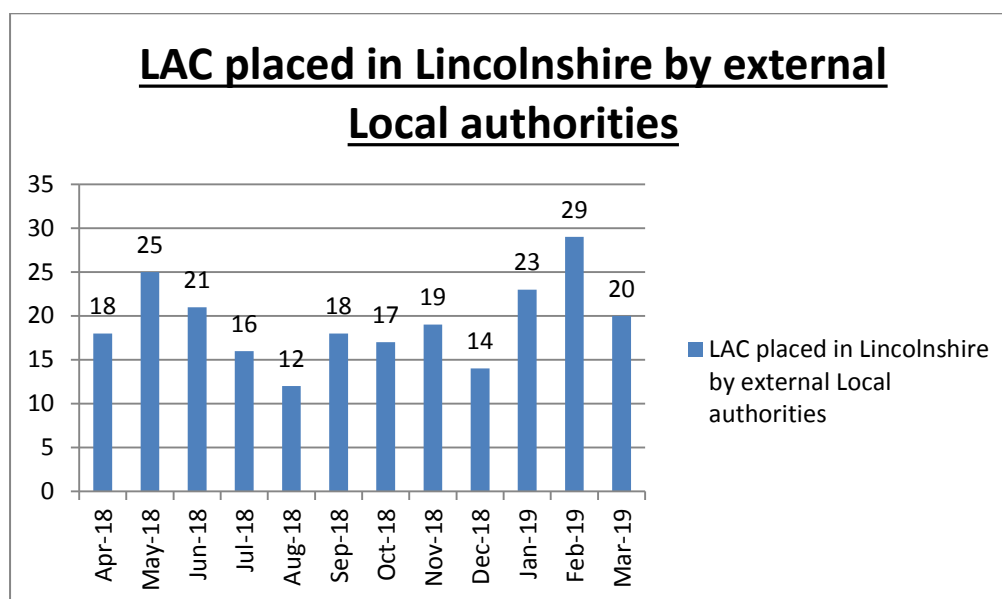 LAC placed in Lincolnshire by external
Local authorities
35
30
25
20
15
10
5
0
18
25
21
16
12
18
17
19
14
23
29
20
Apr-18
May-18
Jun-18
Jul-18
Aug-18
Sep-18
Oct-18
Nov-18
Dec-18
Jan-19
Feb-19
Mar-19
LAC placed in Lincolnshire
by external Local
authorities